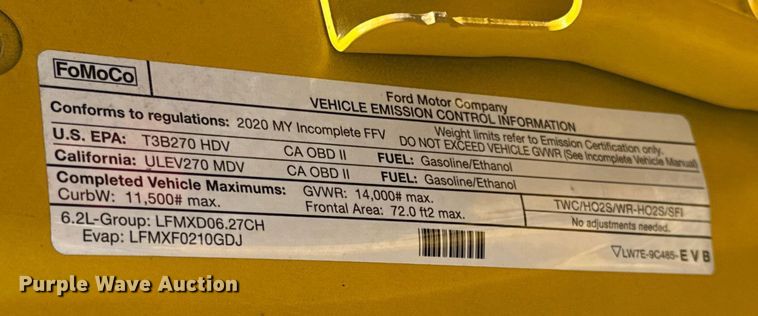 FoMoCo
Ford Motor Company
VEHICLE EMISSION CONTROL INFORMATION
Conforms to regulations: 2020 MY Incomplete FFV
Weight limits refer to Emission Certification only.
DO NOT EXCEED VEHICLE GVWR (See Incomplete Vehicle Manual)
U.S. EPA: T3B270 HDV CA OBD II FUEL: Gasoline/Ethanol
California: ULEV270 MDV CA OBD II FUEL: Gasoline/Ethanol
Completed Vehicle Maximums: GVWR: 14,000# max.
CurbW: 11,500# max. Frontal Area: 72.0 ft2 max.
TWC/HO2S/WR-HO2S/SFI
No adjustments needed.
6.2L-Group: LFMXD06.27CH
Evap: LFMXF0210GDJ
▽LW7E-9C485-E V B
Purple Wave Auction